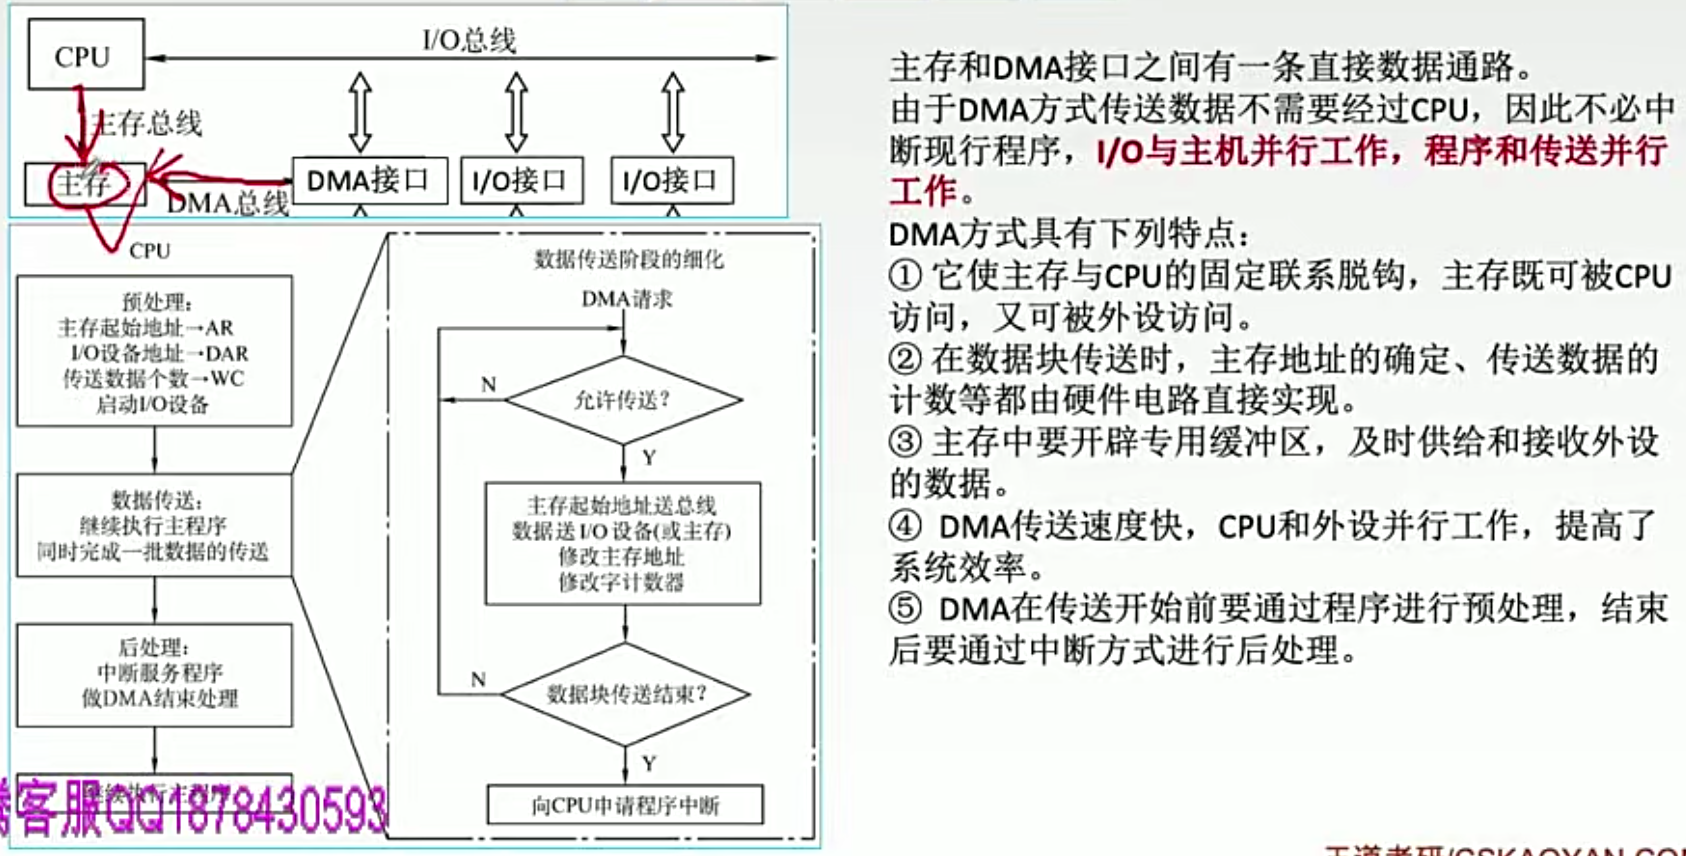 CPU
I/O总线
主存总线
主存
DMA总线
DMA接口
I/O接口
I/O接口
CPU
预处理:
主存起始地址→AR
I/O设备地址→DAR
传送数据个数→WC
启动I/O设备
数据传送:
继续执行主程序
同时完成一批数据的传送
后处理:
中断服务程序
做DMA结束处理
继续执行主程序
客服QQ1878430593
数据传送阶段的细化
DMA请求
允许传送?
N
Y
主存起始地址送总线
数据送I/O设备(或主存)
修改主存地址
修改字计数器
数据块传送结束?
N
Y
向CPU申请程序中断
主存和DMA接口之间有一条直接数据通路。
由于DMA方式传送数据不需要经过CPU，因此不必中
断现行程序，I/O与主机并行工作，程序和传送并行
工作。
DMA方式具有下列特点：
① 它使主存与CPU的固定联系脱钩，主存既可被CPU
访问，又可被外设访问。
② 在数据块传送时，主存地址的确定、传送数据的
计数等都由硬件电路直接实现。
③ 主存中要开辟专用缓冲区，及时供给和接收外设
的数据。
④ DMA传送速度快，CPU和外设并行工作，提高了
系统效率。
⑤ DMA在传送开始前要通过程序进行预处理，结束
后要通过中断方式进行后处理。